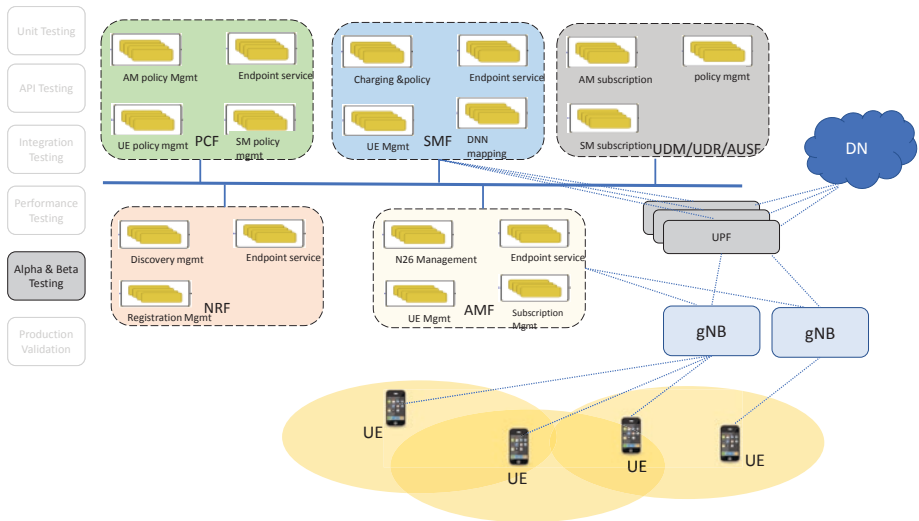 Unit Testing
API Testing
Integration
Testing
Performance
Testing
Alpha & Beta
Testing
Production
Validation
AM policy Mgmt
Endpoint service
UE policy mgmt
PCF
SM policy
mgmt
Charging &policy
Endpoint service
UE Mgmt
SMF
DNN
mapping
AM subscription
policy mgmt
SM subscription
UDM/UDR/AUSF
DN
UPF
Discovery mgmt
Endpoint service
Registration Mgmt
NRF
N26 Management
Endpoint service
UE Mgmt
AMF
Subscription
Mgmt
gNB
gNB
UE
UE
UE
UE